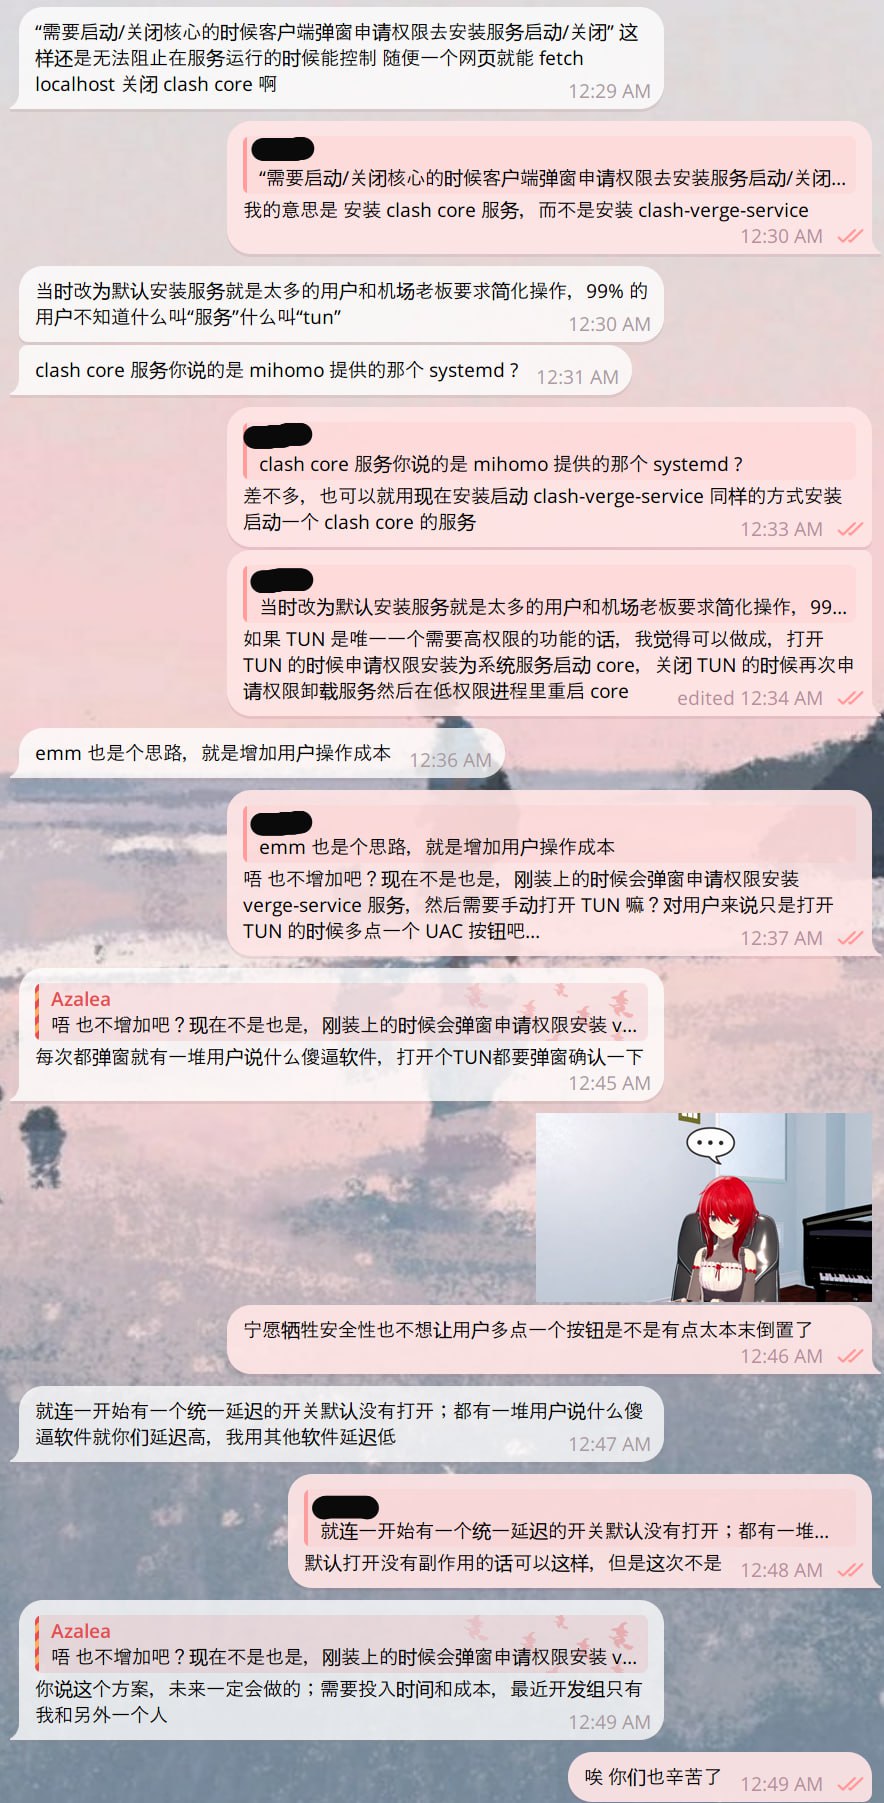 “需要启动/关闭核心的时候客户端弹窗申请权限去安装服务启动/关闭” 这
样还是无法阻止在服务运行的时候能控制 随便一个网页就能 fetch
localhost 关闭 clash core 啊
12:29 AM
“需要启动/关闭核心的时候客户端弹窗申请权限去安装服务启动/关闭...
我的意思是 安装 clash core 服务，而不是安装 clash-verge-service
12:30 AM
当时改为默认安装服务就是太多的用户和机场老板要求简化操作，99% 的
用户不知道什么叫“服务”什么叫“tun”
12:30 AM
clash core 服务你说的是 mihomo 提供的那个 systemd？ 12:31 AM
clash core 服务你说的是 mihomo 提供的那个 systemd？
差不多，也可以就用现在安装启动 clash-verge-service 同样的方式安装
启动一个 clash core 的服务
12:33 AM
当时改为默认安装服务就是太多的用户和机场老板要求简化操作，99...
如果 TUN 是唯一一个需要高权限的功能的话，我觉得可以做成，打开
TUN 的时候申请权限安装为系统服务启动 core，关闭 TUN 的时候再次申
请权限卸载服务然后在低权限进程里重启 core
edited 12:34 AM
emm 也是个思路，就是增加用户操作成本 12:36 AM
emm 也是个思路，就是增加用户操作成本
唔 也不增加吧？现在不是也是，刚装上的时候会弹窗申请权限安装
verge-service 服务，然后需要手动打开 TUN 嘛？对用户来说只是打开
TUN 的时候多点一个 UAC 按钮吧...
12:37 AM
Azalea
唔 也不增加吧？现在不是也是，刚装上的时候会弹窗申请权限安装 v...
每次都弹窗就有一堆用户说什么傻逼软件，打开个TUN都要弹窗确认一下
12:45 AM
宁愿牺牲安全性也不想让用户多点一个按钮是不是有点太本末倒置了
12:46 AM
就连一开始有一个统一延迟的开关默认没有打开；都有一堆用户说什么傻
逼软件就你们延迟高，我用其他软件延迟低
12:47 AM
就连一开始有一个统一延迟的开关默认没有打开；都有一堆...
默认打开没有副作用的话可以这样，但是这次不是 12:48 AM
Azalea
唔 也不增加吧？现在不是也是，刚装上的时候会弹窗申请权限安装 v...
你说这个方案，未来一定会做的；需要投入时间和成本，最近开发组只有
我和另外一个人
12:49 AM
唉 你们也辛苦了 12:49 AM